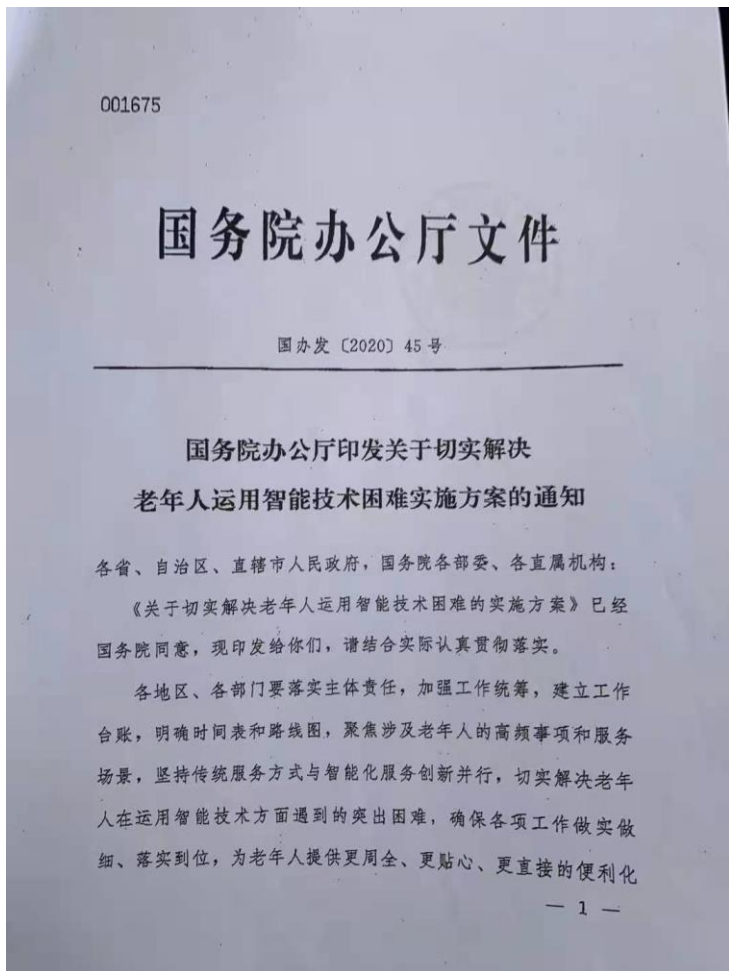 001675
国务院办公厅文件
国办发〔2020〕45号
国务院办公厅印发关于切实解决
老年人运用智能技术困难实施方案的通知
各省、自治区、直辖市人民政府，国务院各部委、各直属机构：
《关于切实解决老年人运用智能技术困难的实施方案》已经
国务院同意，现印发给你们，请结合实际认真贯彻落实。
各地区、各部门要落实主体责任，加强工作统筹，建立工作
台账，明确时间表和路线图，聚焦涉及老年人的高频事项和服务
场景，坚持传统服务方式与智能化服务创新并行，切实解决老年
人在运用智能技术方面遇到的突出困难，确保各项工作做实做
细、落实到位，为老年人提供更周全、更贴心、更直接的便利化
— 1 —